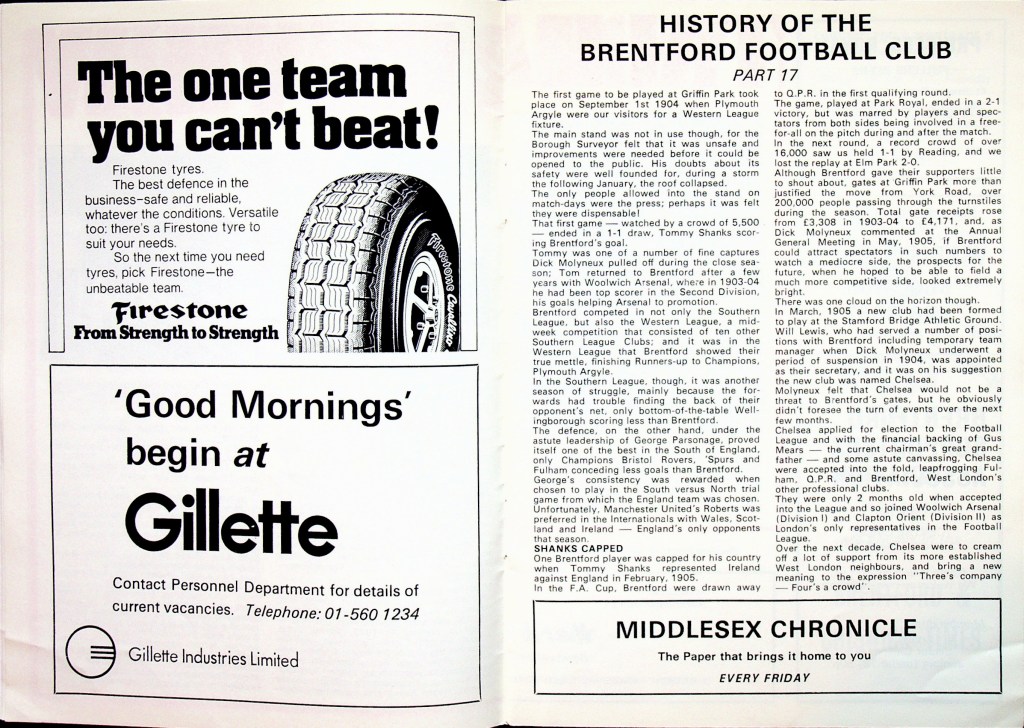 The one team
you can't beat!
Firestone tyres.
The best defence in the
business–safe and reliable,
whatever the conditions. Versatile
too: there's a Firestone tyre to
suit your needs.
So the next time you need
tyres, pick Firestone–the
unbeatable team.
Firestone
From Strength to Strength
Firestone Cavallino
'Good Mornings'
begin at
Gillette
Contact Personnel Department for details of
current vacancies. Telephone: 01-560 1234
Gillette Industries Limited
HISTORY OF THE
BRENTFORD FOOTBALL CLUB
PART 17
The first game to be played at Griffin Park took
place on September 1st 1904 when Plymouth
Argyle were our visitors for a Western League
fixture.
The main stand was not in use though, for the
Borough Surveyor felt that it was unsafe and
improvements were needed before it could be
opened to the public. His doubts about its
safety were well founded for, during a storm
the following January, the roof collapsed.
The only people allowed into the stand on
match-days were the press; perhaps it was felt
they were dispensable!
That first game — watched by a crowd of 5,500
— ended in a 1-1 draw, Tommy Shanks scor-
ing Brentford's goal.
Tommy was one of a number of fine captures
Dick Molyneux pulled off during the close sea-
son; Tom returned to Brentford after a few
years with Woolwich Arsenal, where in 1903-04
he had been top scorer in the Second Division,
his goals helping Arsenal to promotion.
Brentford competed in not only the Southern
League, but also the Western League, a mid-
week competition that consisted of ten other
Southern League Clubs; and it was in the
Western League that Brentford showed their
true mettle, finishing Runners-up to Champions,
Plymouth Argyle.
In the Southern League, though, it was another
season of struggle, mainly because the for-
wards had trouble finding the back of their
opponent's net, only bottom-of-the-table Well-
ingborough scoring less than Brentford.
The defence, on the other hand, under the
astute leadership of George Parsonage, proved
itself one of the best in the South of England,
only Champions Bristol Rovers, 'Spurs and
Fulham conceding less goals than Brentford.
George's consistency was rewarded when
chosen to play in the South versus North trial
game from which the England team was chosen.
Unfortunately, Manchester United's Roberts was
preferred in the Internationals with Wales, Scot-
land and Ireland — England's only opponents
that season.
SHANKS CAPPED
One Brentford player was capped for his country
when Tommy Shanks represented Ireland
against England in February, 1905.
In the F.A. Cup, Brentford were drawn away
to Q.P.R. in the first qualifying round.
The game, played at Park Royal, ended in a 2-1
victory, but was marred by players and spec-
tators from both sides being involved in a free-
for-all on the pitch during and after the match.
In the next round, a record crowd of over
16,000 saw us held 1-1 by Reading, and we
lost the replay at Elm Park 2-0.
Although Brentford gave their supporters little
to shout about, gates at Griffin Park more than
justified the move from York Road, over
200,000 people passing through the turnstiles
during the season. Total gate receipts rose
from £3,308 in 1903-04 to £4,171, and, as
Dick Molyneux commented at the Annual
General Meeting in May, 1905, if Brentford
could attract spectators in such numbers to
watch a mediocre side, the prospects for the
future, when he hoped to be able to field a
much more competitive side, looked extremely
bright.
There was one cloud on the horizon though.
In March, 1905 a new club had been formed
to play at the Stamford Bridge Athletic Ground.
Will Lewis, who had served a number of posi-
tions with Brentford including temporary team
manager when Dick Molyneux underwent a
period of suspension in 1904, was appointed
as their secretary, and it was on his suggestion
the new club was named Chelsea.
Molyneux felt that Chelsea would not be a
threat to Brentford's gates, but he obviously
didn't foresee the turn of events over the next
few months.
Chelsea applied for election to the Football
League and with the financial backing of Gus
Mears — the current chairman's great grand-
father — and some astute canvassing, Chelsea
were accepted into the fold, leapfrogging Ful-
ham, Q.P.R. and Brentford, West London's
other professional clubs.
They were only 2 months old when accepted
into the League and so joined Woolwich Arsenal
(Division I) and Clapton Orient (Division II) as
London's only representatives in the Football
League.
Over the next decade, Chelsea were to cream
off a lot of support from its more established
West London neighbours, and bring a new
meaning to the expression "Three's company
— Four's a crowd".
MIDDLESEX CHRONICLE
The Paper that brings it home to you
EVERY FRIDAY